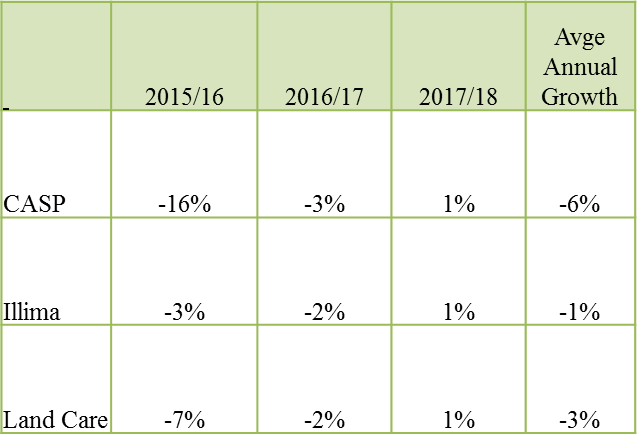 Avge
Annual
2015/16 2016/17 2017/18 Growth
CASP -16% -3% 1% -6%
Illima -3% -2% 1% -1%
Land Care -7% -2% 1% -3%